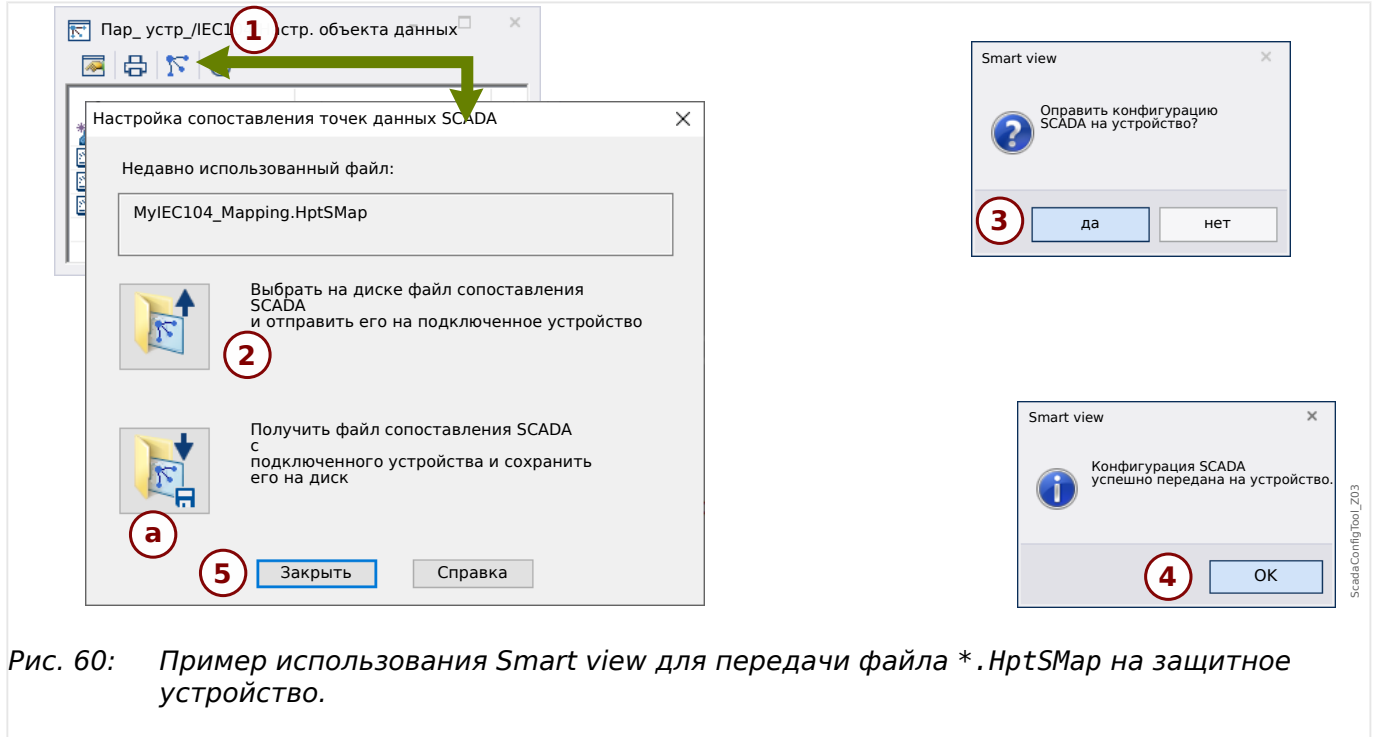 Пар_ устр_/IEC1 стр. объекта данных
1
Настройка сопоставления точек данных SCADA
Недавно использованный файл:
MyIEC104_Mapping.HptSMap
Выбрать на диске файл сопоставления
SCADA
и отправить его на подключенное устройство
2
Получить файл сопоставления SCADA
с
подключенного устройства и сохранить
его на диск
a
5
Закрыть
Справка
Smart view
Оправить конфигурацию
SCADA на устройство?
3
да
нет
Smart view
Конфигурация SCADA
успешно передана на устройство.
4
OK
ScadaConfigTool_Z03
Рис. 60: Пример использования Smart view для передачи файла *.HptSMap на защитное
устройство.